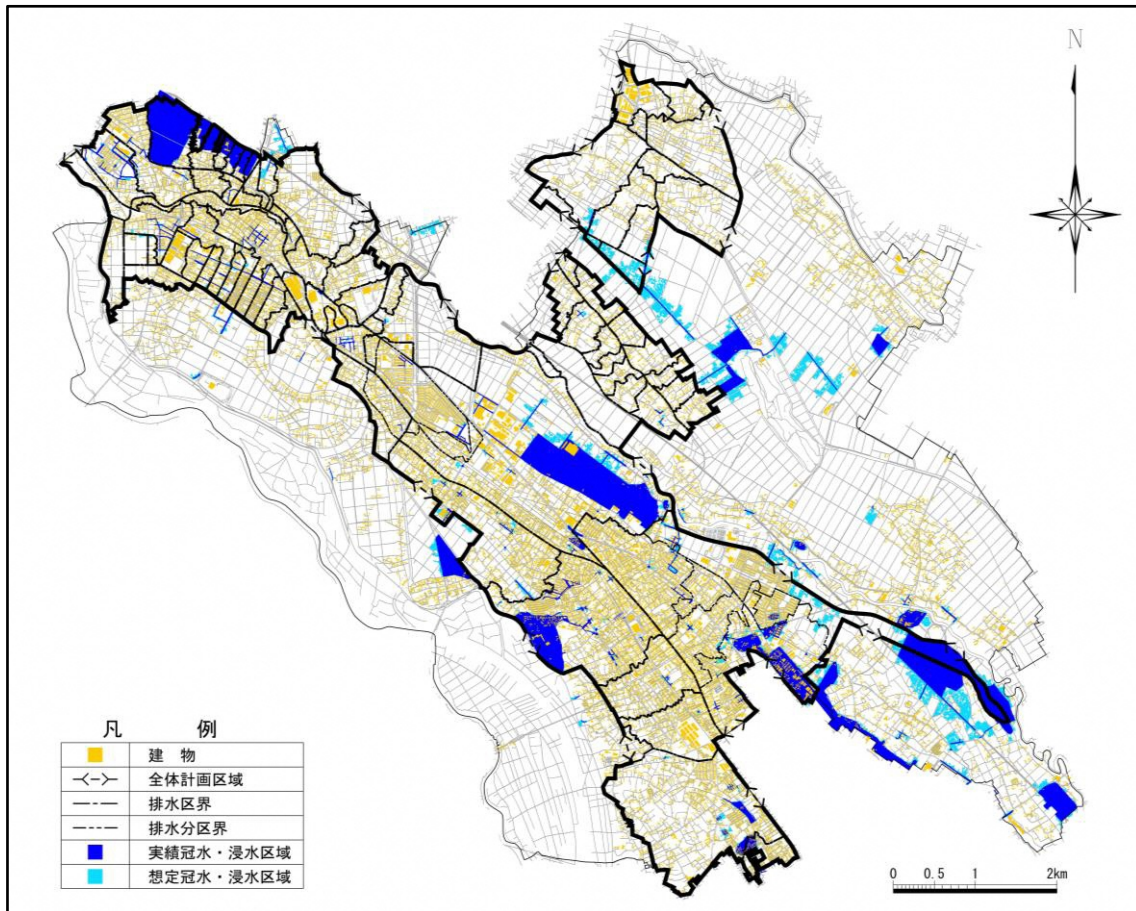 N
凡 例
建 物
全体計画区域
排水区界
排水分区界
実績冠水・浸水区域
想定冠水・浸水区域
0 0.5 1 2km